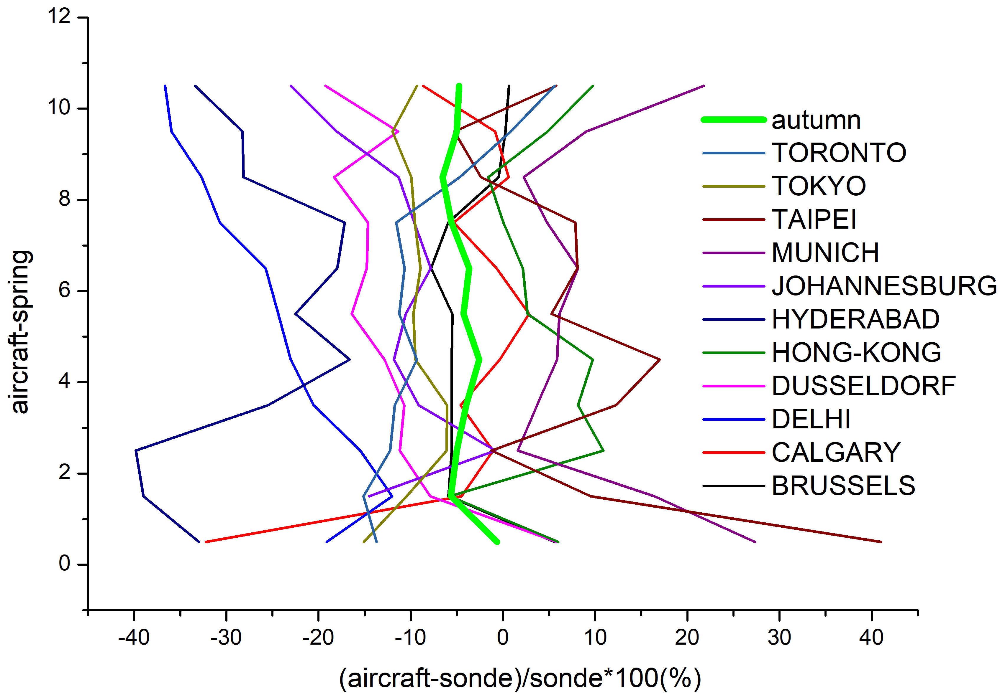 12
10
8
6
4
2
0
aircraft-spring
-40 -30 -20 -10 0 10 20 30 40
(aircraft-sonde)/sonde*100(%)
autumn
TORONTO
TOKYO
TAIPEI
MUNICH
JOHANNESBURG
HYDERABAD
HONG-KONG
DUSSELDORF
DELHI
CALGARY
BRUSSELS